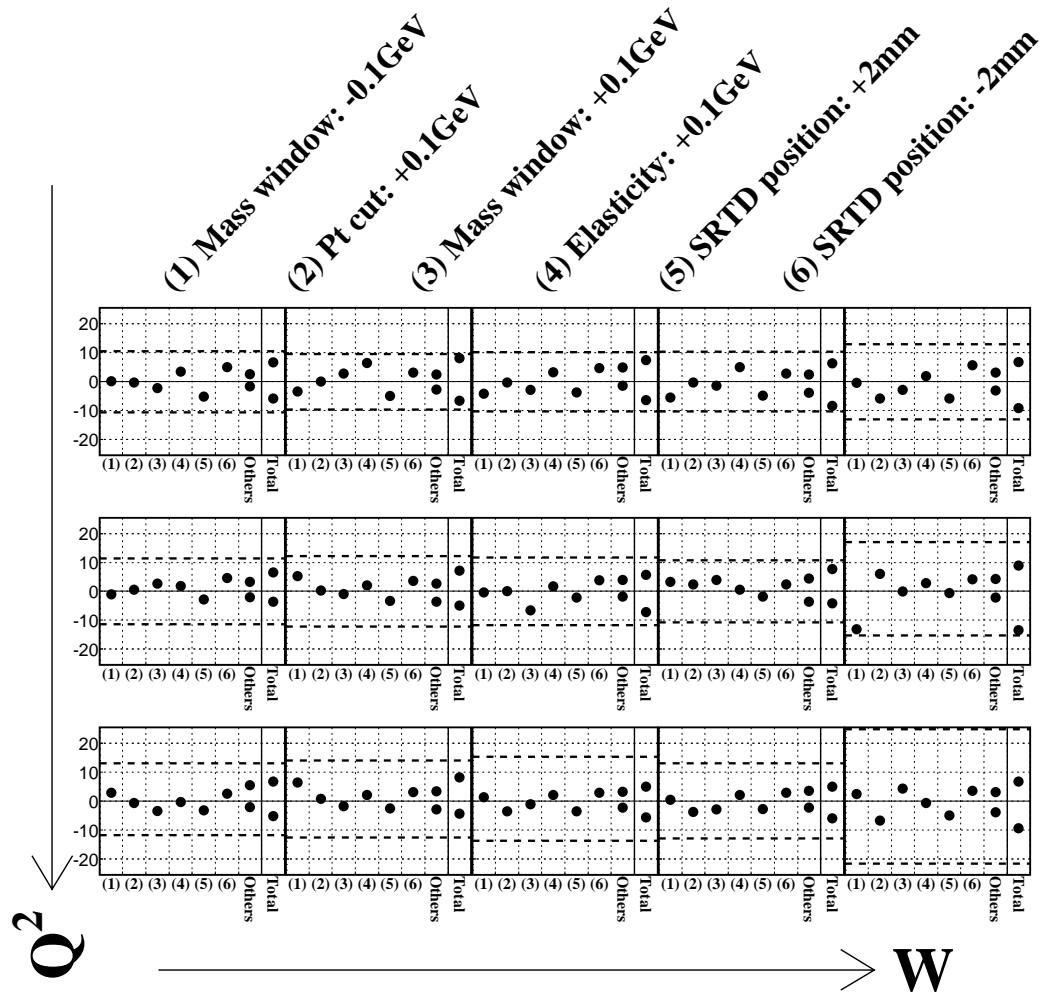 (1) Mass window: -0.1GeV
(2) Pt cut: +0.1GeV
(3) Mass window: +0.1GeV
(4) Elasticity: +0.1GeV
(5) SRTD position: +2mm
(6) SRTD position: -2mm
20
10
0
-10
-20
(1) (2) (3) (4) (5) (6) Others Total (1) (2) (3) (4) (5) (6) Others Total (1) (2) (3) (4) (5) (6) Others Total (1) (2) (3) (4) (5) (6) Others Total (1) (2) (3) (4) (5) (6) Others Total
20
10
0
-10
-20
(1) (2) (3) (4) (5) (6) Others Total (1) (2) (3) (4) (5) (6) Others Total (1) (2) (3) (4) (5) (6) Others Total (1) (2) (3) (4) (5) (6) Others Total (1) (2) (3) (4) (5) (6) Others Total
20
10
0
-10
-20
(1) (2) (3) (4) (5) (6) Others Total (1) (2) (3) (4) (5) (6) Others Total (1) (2) (3) (4) (5) (6) Others Total (1) (2) (3) (4) (5) (6) Others Total (1) (2) (3) (4) (5) (6) Others Total
Q²
W